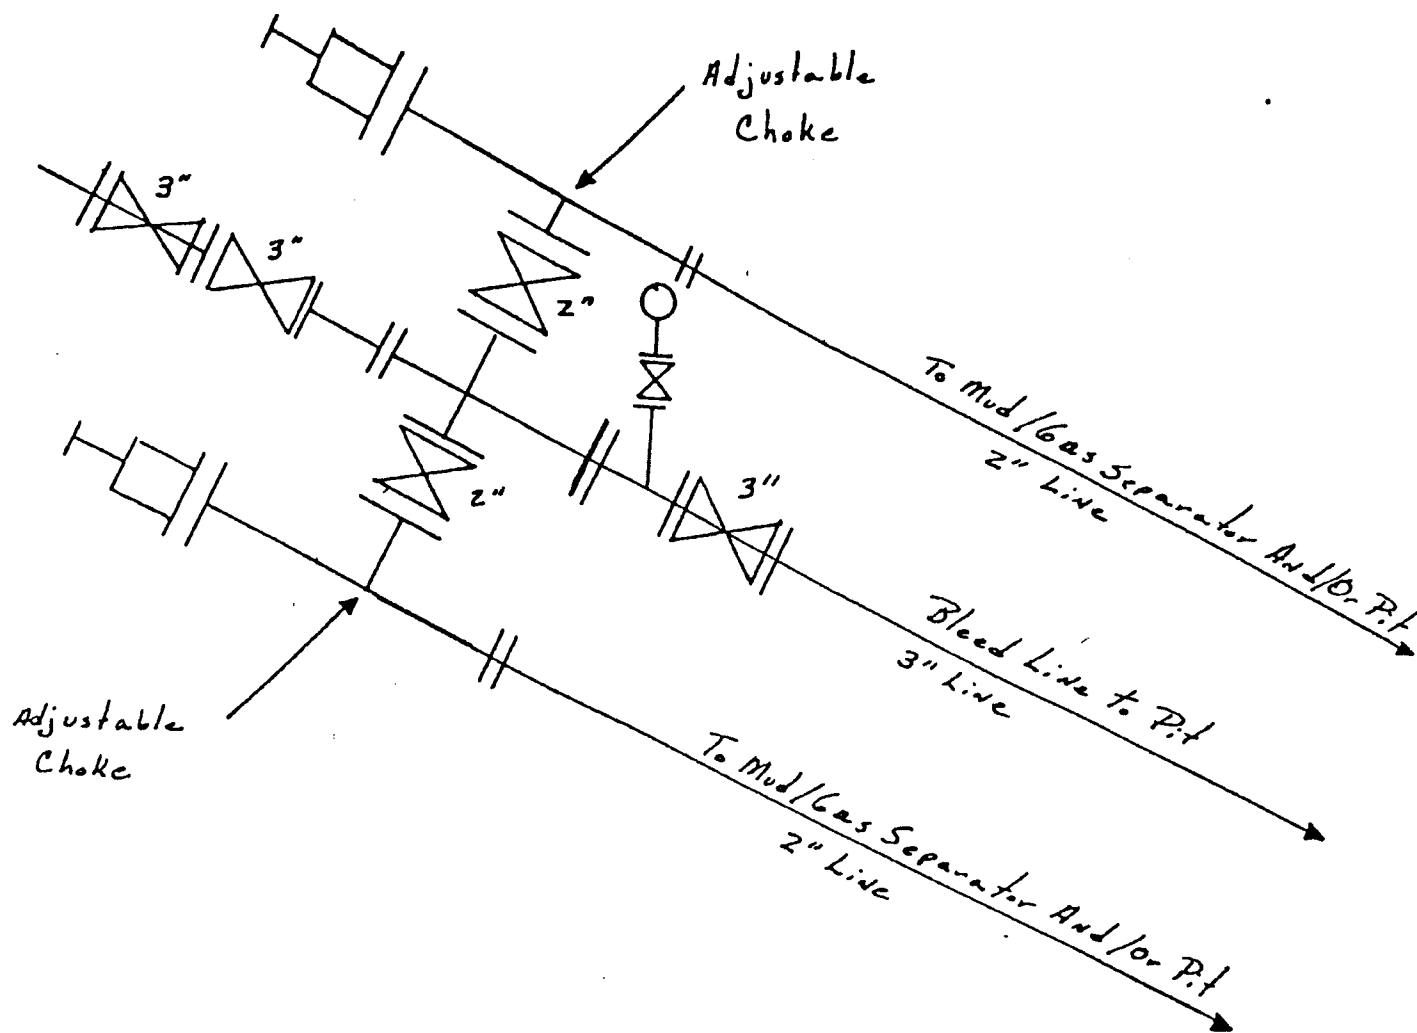 Adjustable
Choke
3"
3"
2"
To Mud/Gas Separator And/Or Pit
2" Line
2"
3"
Bleed Line to Pit
3" Line
Adjustable
Choke
To Mud/Gas Separator And/Or Pit
2" Line